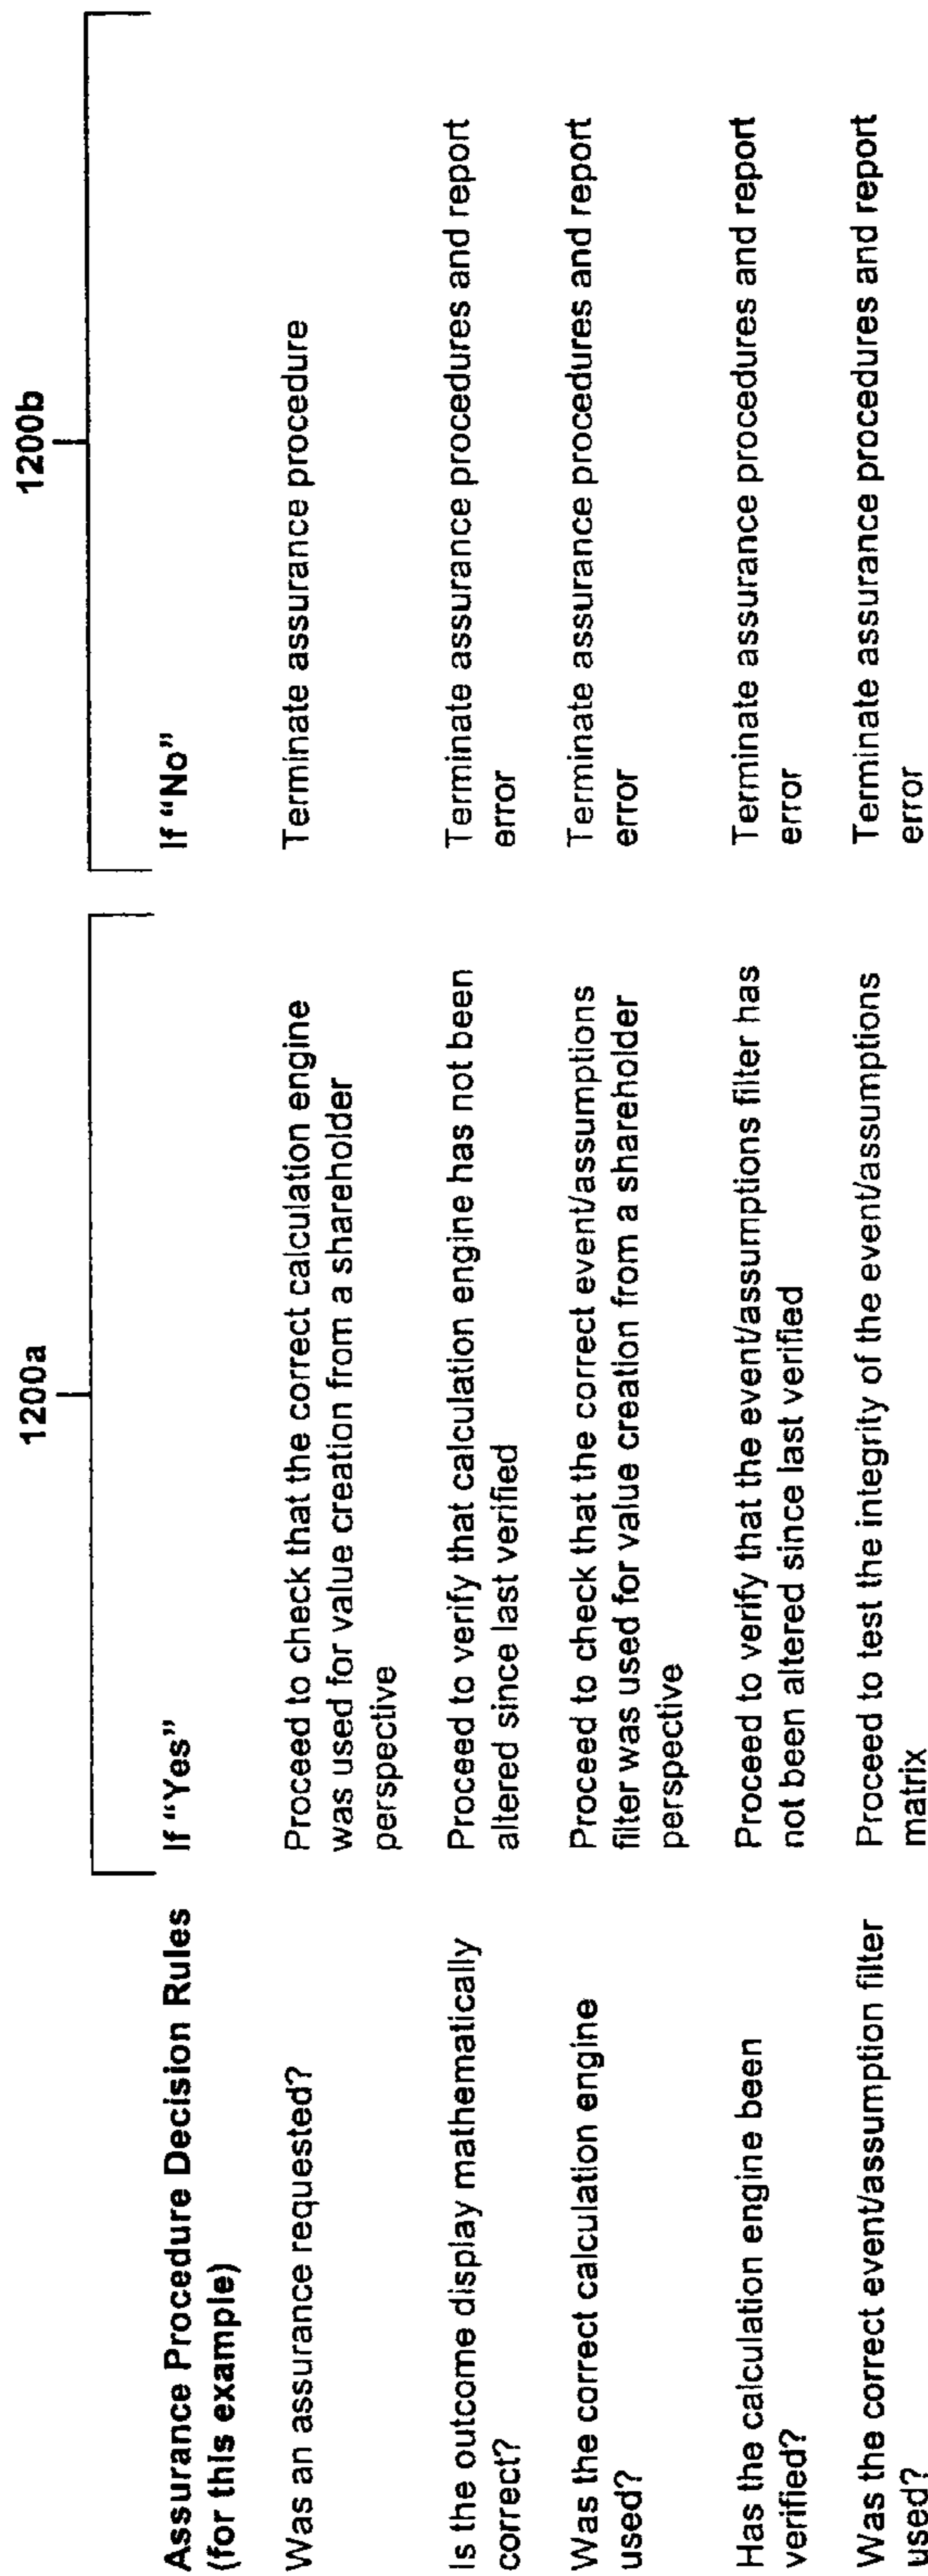 1200a
1200b
Assurance Procedure Decision Rules
(for this example)
If “Yes”
If “No”
Was an assurance requested?
Proceed to check that the correct calculation engine
was used for value creation from a shareholder
perspective
Terminate assurance procedure
Is the outcome display mathematically
correct?
Proceed to verify that calculation engine has not been
altered since last verified
Terminate assurance procedures and report
error
Was the correct calculation engine
used?
Proceed to check that the correct event/assumptions
filter was used for value creation from a shareholder
perspective
Terminate assurance procedures and report
error
Has the calculation engine been
verified?
Proceed to verify that the event/assumptions filter has
not been altered since last verified
Terminate assurance procedures and report
error
Was the correct event/assumption filter
used?
Proceed to test the integrity of the event/assumptions
matrix
Terminate assurance procedures and report
error